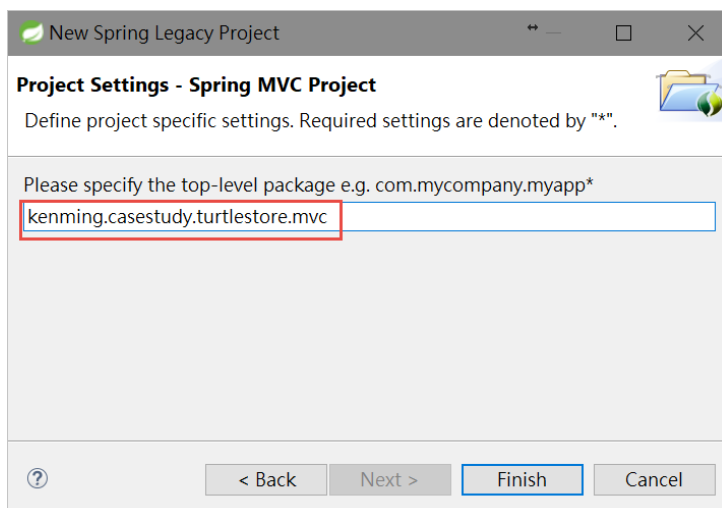 New Spring Legacy Project
Project Settings - Spring MVC Project
Define project specific settings. Required settings are denoted by "*".
Please specify the top-level package e.g. com.mycompany.myapp*
kenming.casestudy.turtlestore.mvc
< Back Next > Finish Cancel